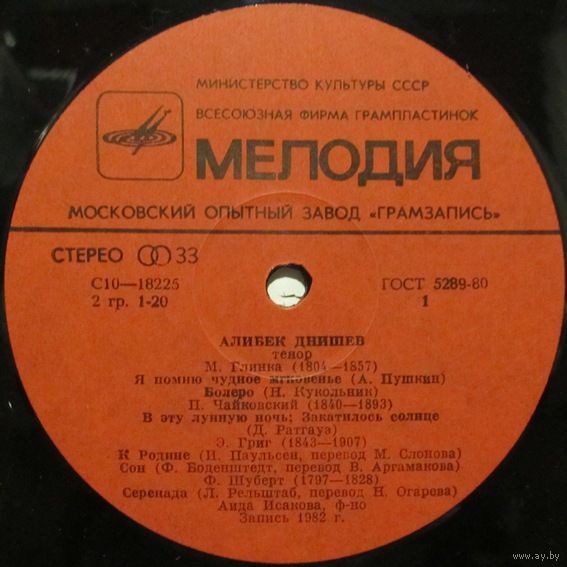 МИНИСТЕРСТВО КУЛЬТУРЫ СССР
ВСЕСОЮЗНАЯ ФИРМА ГРАМПЛАСТИНОК
МЕЛОДИЯ
МОСКОВСКИЙ ОПЫТНЫЙ ЗАВОД «ГРАМЗАПИСЬ»
СТЕРЕО 33
С10—18225 ГОСТ 5289-80
2 гр. 1-20 1
АЛИБЕК ДНИШЕВ
тенор
М. Глинка (1804—1857)
Я помню чудное мгновенье (А. Пушкин)
Болеро (Н. Кукольник)
П. Чайковский (1840—1893)
В эту лунную ночь; Закатилось солнце
(Д. Ратгауз)
Э. Григ (1843—1907)
К Родине (И. Паульсен, перевод М. Слонова)
Сон (Ф. Боденштедт, перевод В. Аргамакова)
Ф. Шуберт (1797—1828)
Серенада (Л. Рельштаб, перевод Н. Огарева)
Аида Исакова, ф-но
Запись 1982 г.
www.ay.by